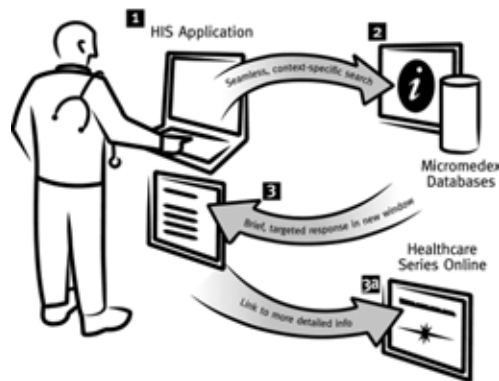 1
HIS Application
Seamless, context-specific search
2
i
Micromedex
Databases
3
Brief, targeted response in new window
Healthcare
Series Online
3a
Link to more detailed info